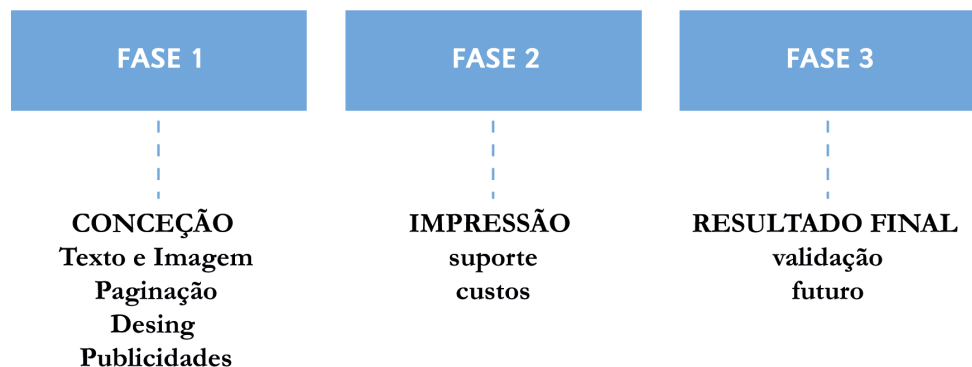 FASE 1
CONCEÇÃO
Texto e Imagem
Paginação
Desing
Publicidades
FASE 2
IMPRESSÃO
suporte
custos
FASE 3
RESULTADO FINAL
validação
futuro